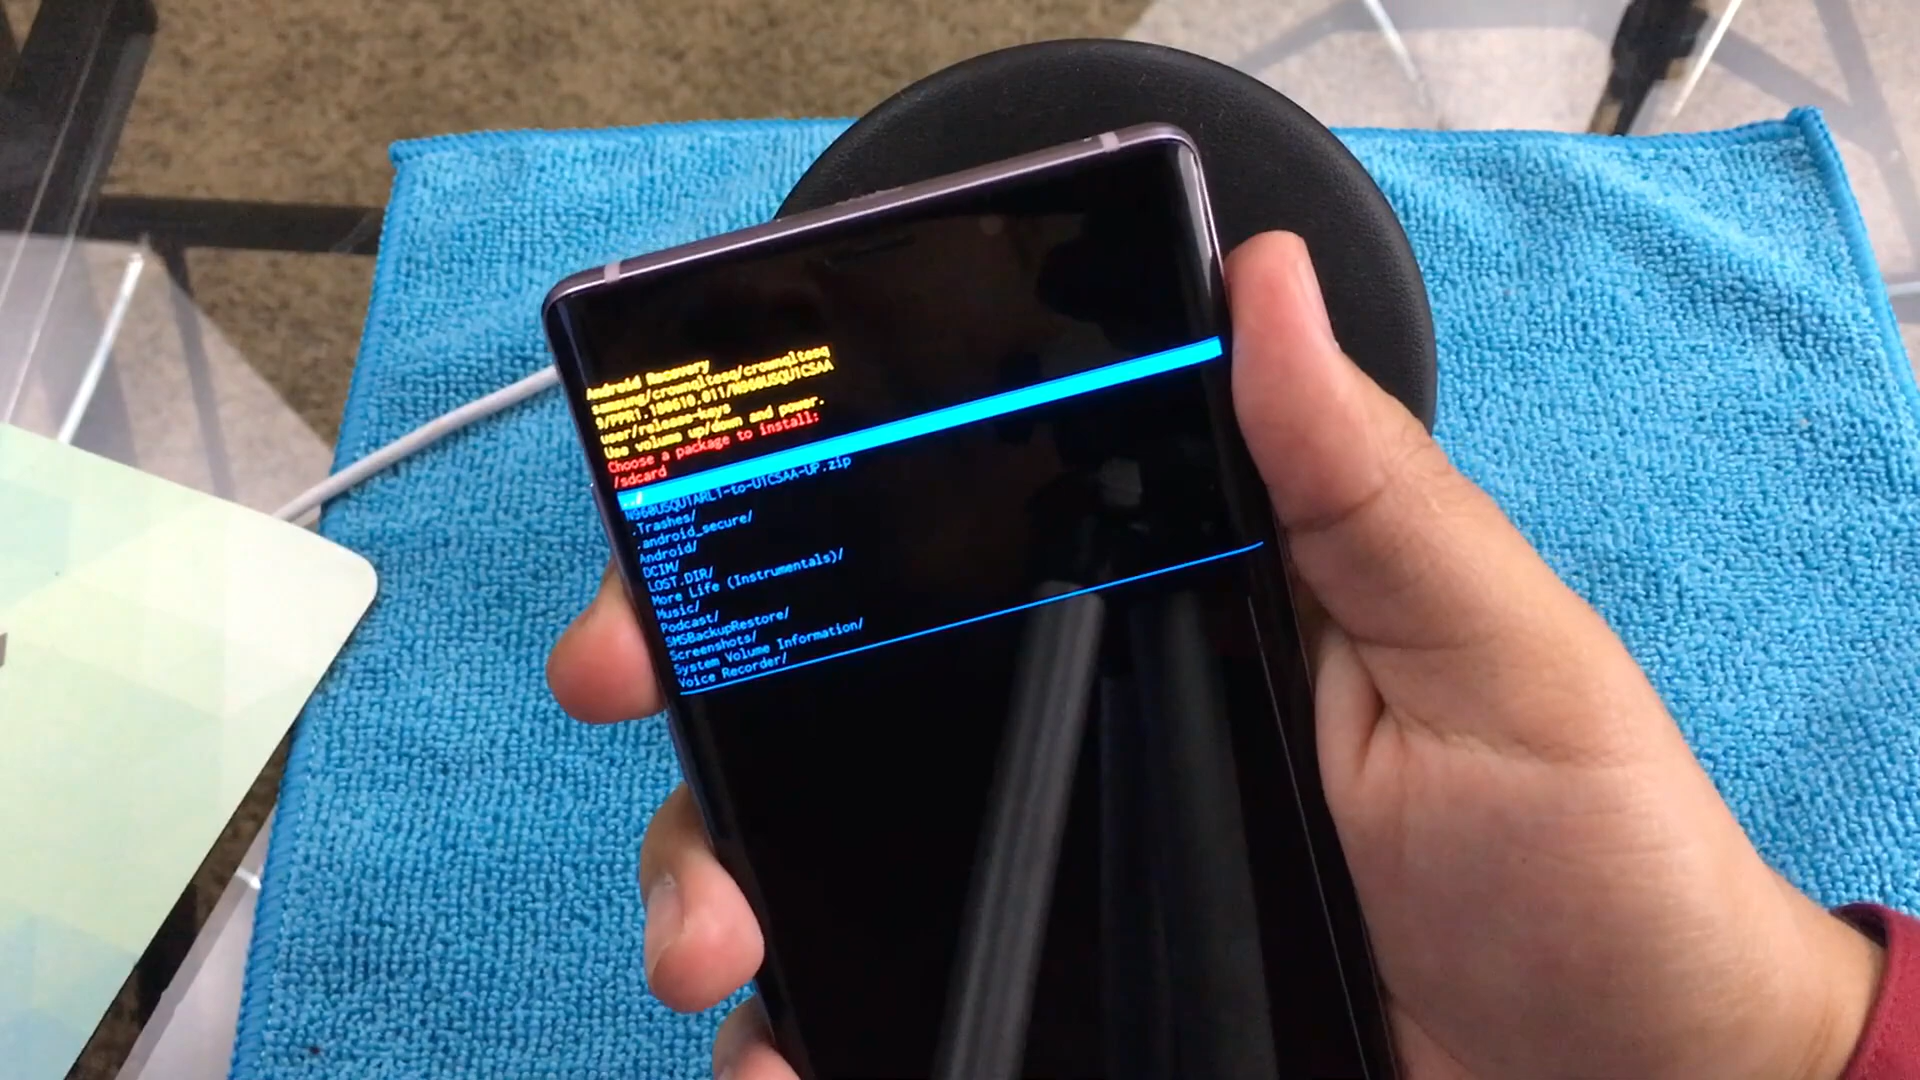 Android Recovery
samsung/crownqltesq/crownqltesq
9/PPR1.180610.011/N960USQU1CSAA
user/release-keys
Use volume up/down and power.
Choose a package to install:
/sdcard
../
N960USQU1ARL1-to-U1CSAA-UP.zip
.Trashes/
.android_secure/
Android/
DCIM/
LOST.DIR/
More Life (Instrumentals)/
Music/
Podcast/
SMSBackupRestore/
Screenshots/
System Volume Information/
Voice Recorder/